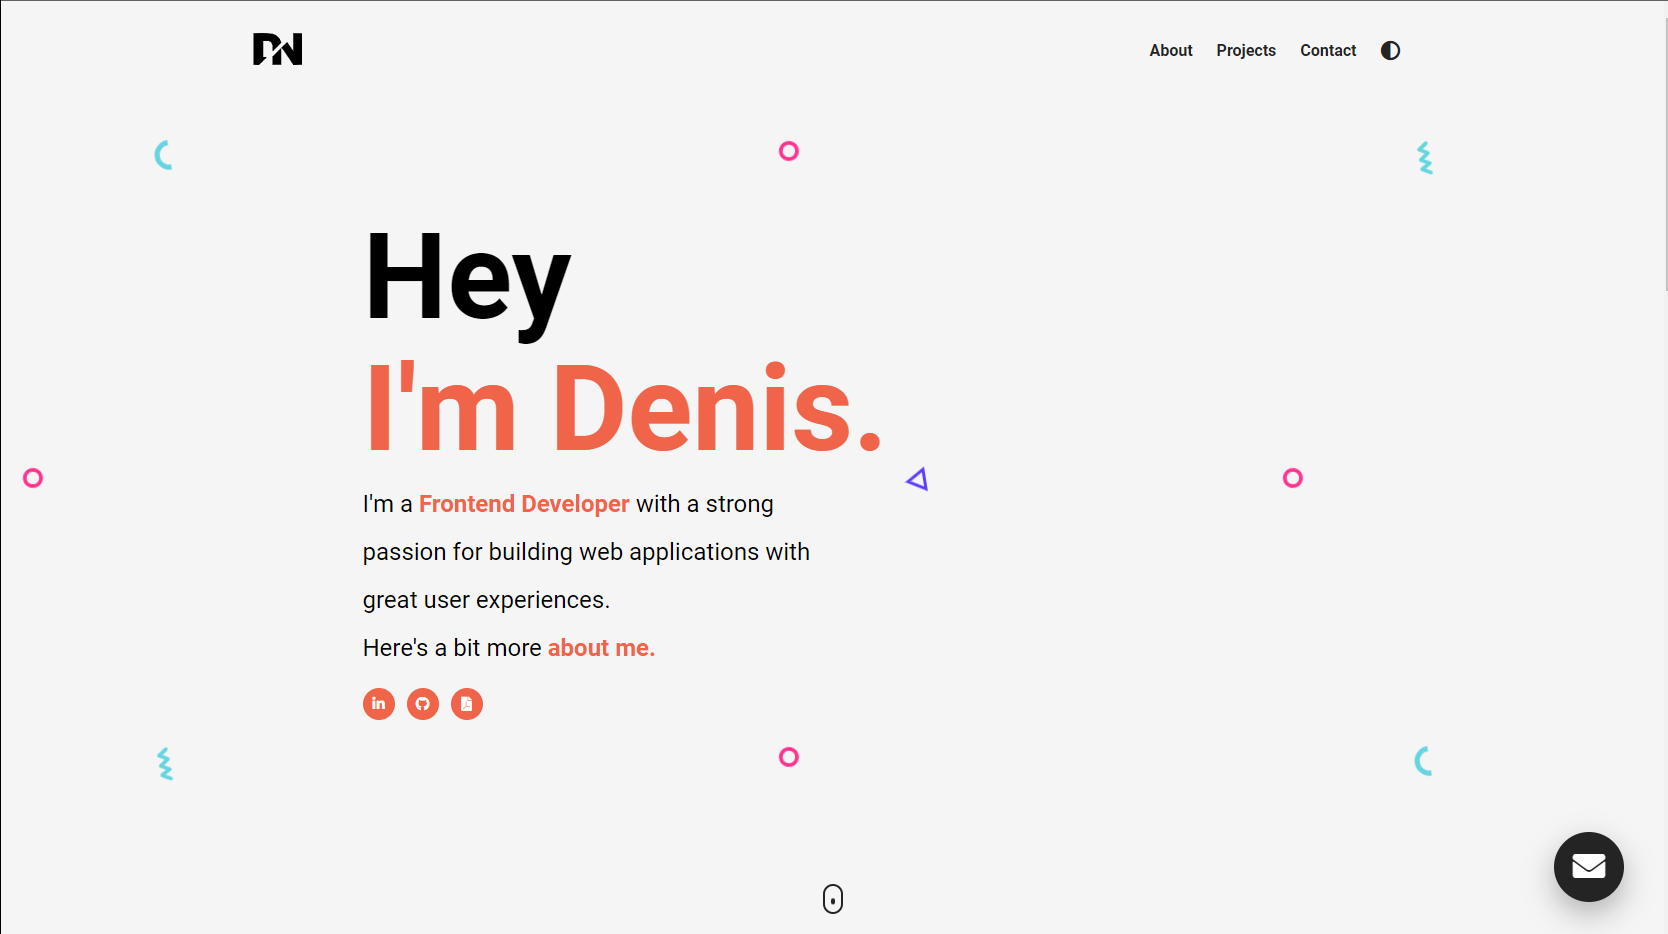 DN
About Projects Contact
Hey
I'm Denis.
I'm a Frontend Developer with a strong
passion for building web applications with
great user experiences.
Here's a bit more about me.
in